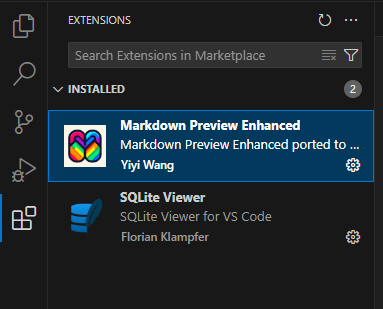 EXTENSIONS
Search Extensions in Marketplace
INSTALLED 2
Markdown Preview Enhanced
Markdown Preview Enhanced ported to ...
Yiyi Wang
SQLite Viewer
SQLite Viewer for VS Code
Florian Klampfer